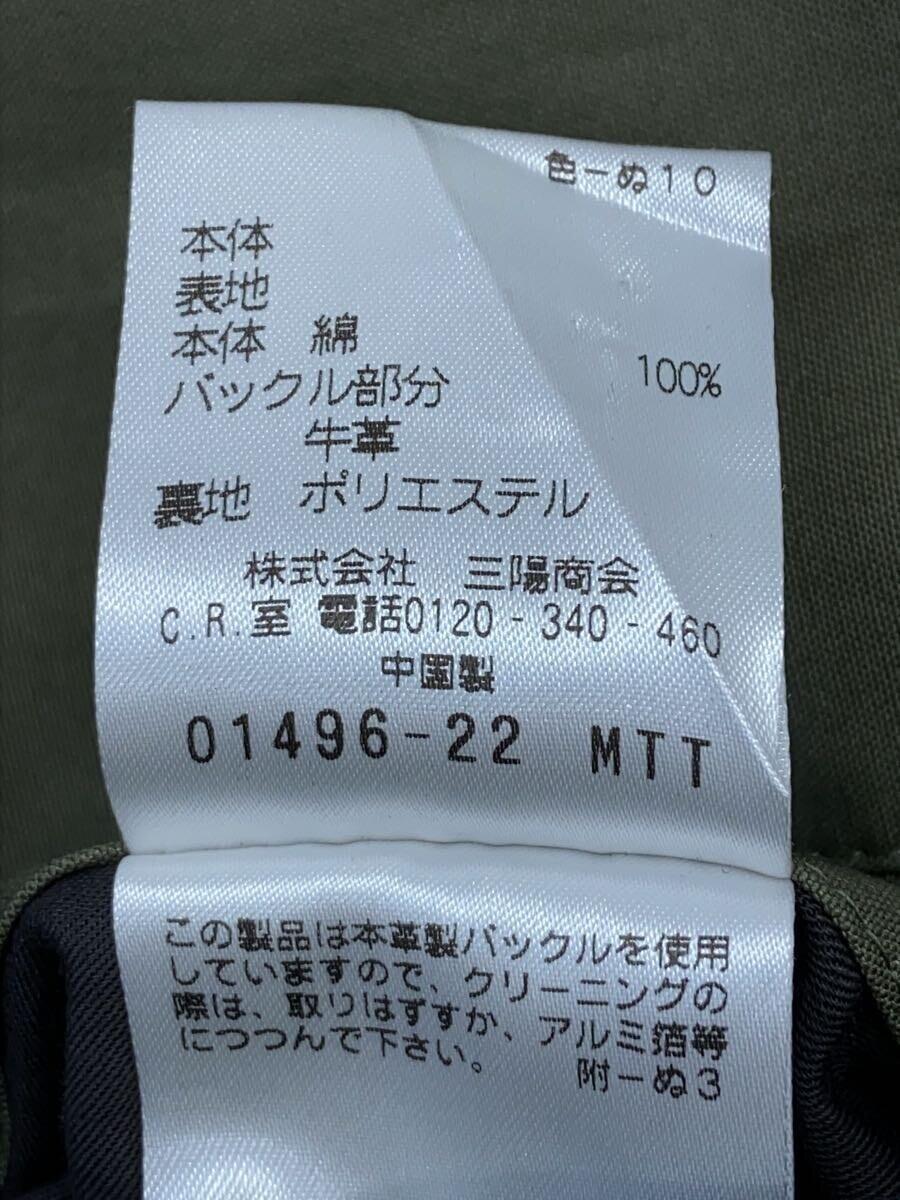 色ーぬ10
本体
表地
本体 綿 100%
バックル部分
牛革
裏地 ポリエステル
株式会社 三陽商会
C.R.室 電話0120-340-460
中国製
01496-22 MTT
この製品は本革製バックルを使用
していますので、クリーニングの
際は、取りはずすか、アルミ箔等
につつんで下さい。
附ーぬ3